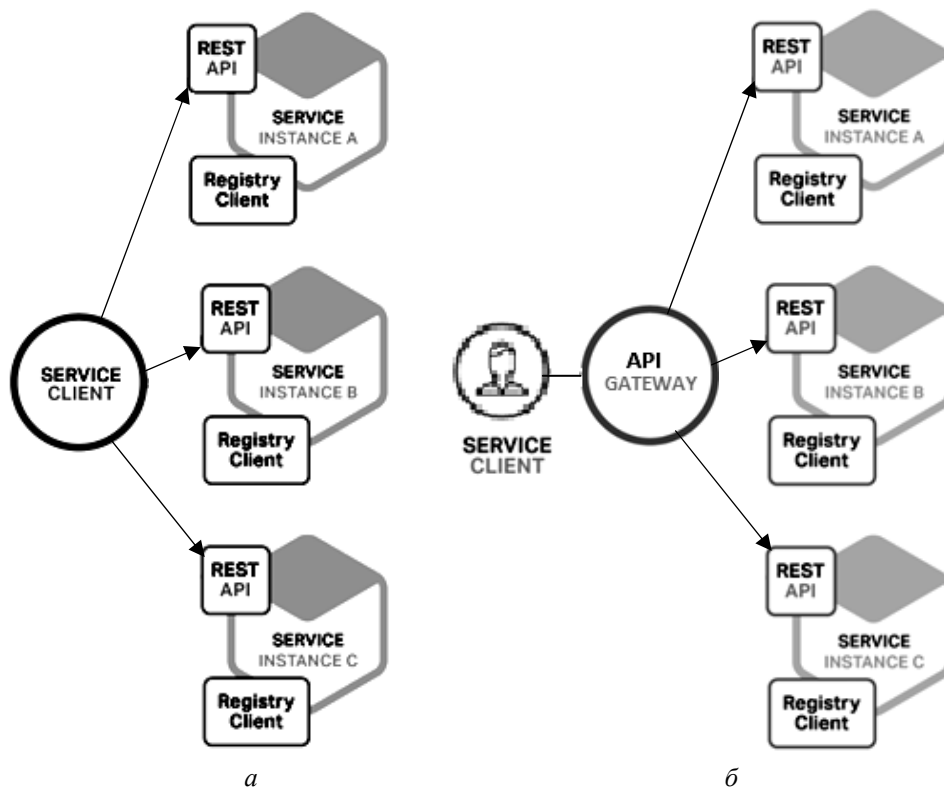 REST
API
SERVICE
INSTANCE A
Registry
Client
REST
API
SERVICE
INSTANCE B
Registry
Client
SERVICE
CLIENT
REST
API
SERVICE
INSTANCE C
Registry
Client
а
REST
API
SERVICE
INSTANCE A
Registry
Client
SERVICE
CLIENT
API
GATEWAY
REST
API
SERVICE
INSTANCE B
Registry
Client
REST
API
SERVICE
INSTANCE C
Registry
Client
б